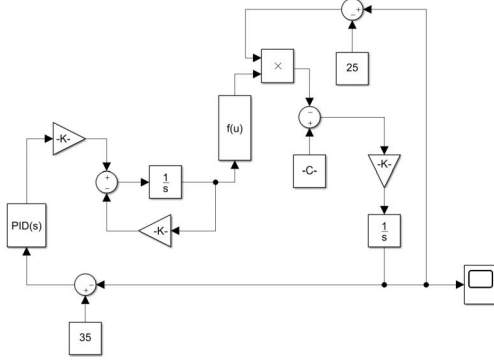 +
−
25
×
f(u)
−
+
-C-
-K-
-K-
+
−
1
s
-K-
-K-
1
s
PID(s)
−
+
35